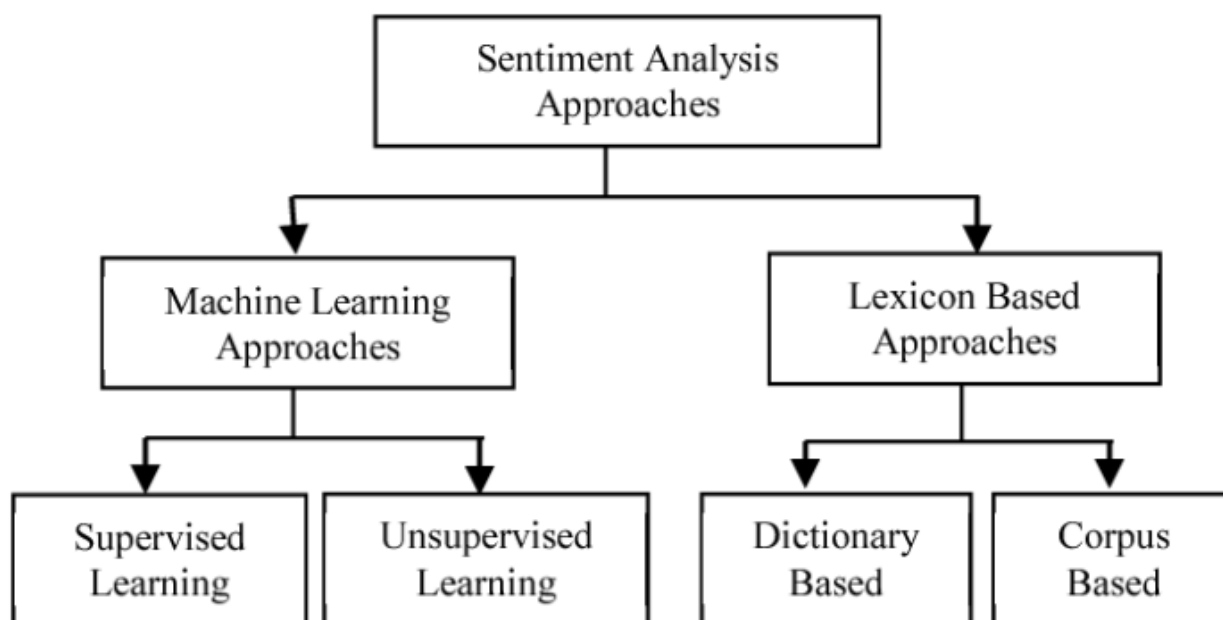 Sentiment Analysis
Approaches
Machine Learning
Approaches
Lexicon Based
Approaches
Supervised
Learning
Unsupervised
Learning
Dictionary
Based
Corpus
Based